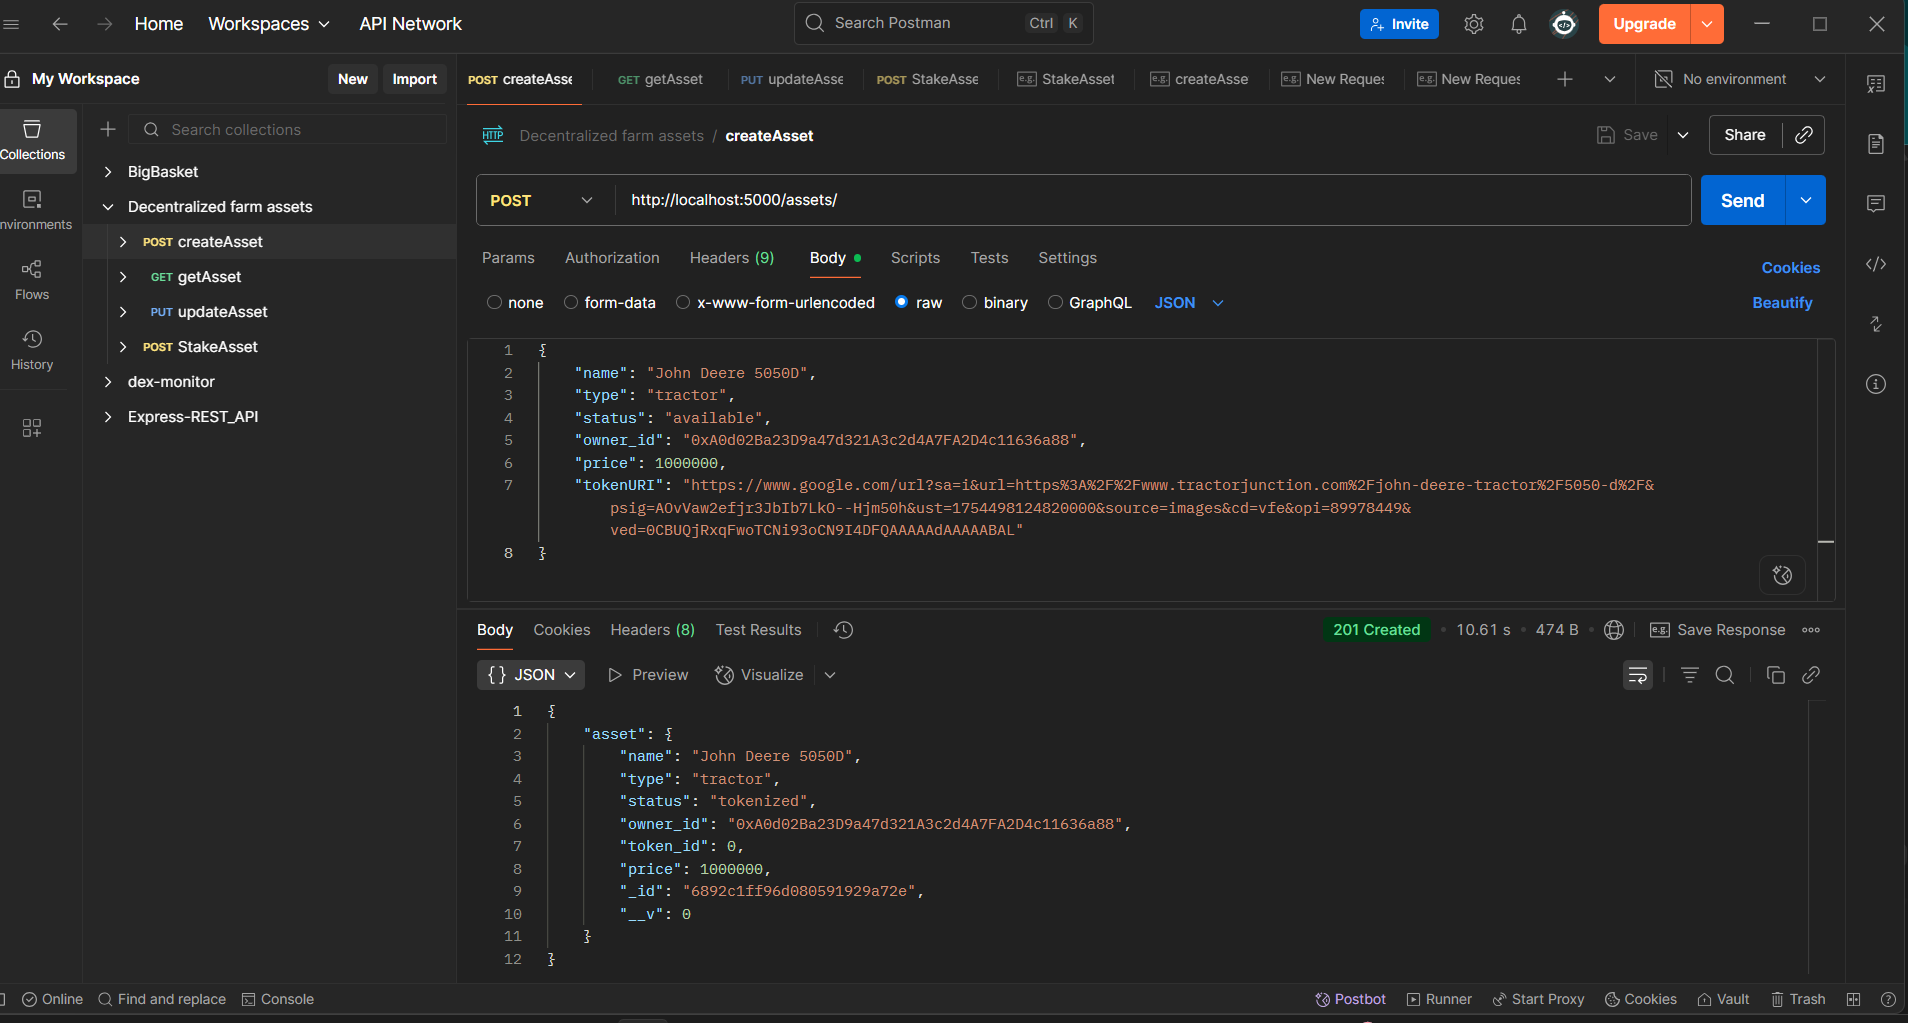 Home Workspaces API Network Search Postman Ctrl K Invite Upgrade
My Workspace New Import
POST createAsse GET getAsset PUT updateAsse POST StakeAsse e.g. StakeAsset e.g. createAsse e.g. New Reques e.g. New Reques No environment
Collections
Search collections
BigBasket
Decentralized farm assets
POST createAsset
GET getAsset
PUT updateAsset
POST StakeAsset
dex-monitor
Express-REST_API
nvironments
Flows
History
HTTP Decentralized farm assets / createAsset Save Share
POST http://localhost:5000/assets/ Send
Params Authorization Headers (9) Body Scripts Tests Settings Cookies
none form-data x-www-form-urlencoded raw binary GraphQL JSON Beautify
1 {
2 "name": "John Deere 5050D",
3 "type": "tractor",
4 "status": "available",
5 "owner_id": "0xA0d02Ba23D9a47d321A3c2d4A7FA2D4c11636a88",
6 "price": 1000000,
7 "tokenURI": "https://www.google.com/url?sa=i&url=https%3A%2F%2Fwww.tractorjunction.com%2Fjohn-deere-tractor%2F5050-d%2F&
psig=AOvVaw2efjr3JbIb7LkO--Hjm50h&ust=1754498124820000&source=images&cd=vfe&opi=89978449&
ved=0CBUQjRxqFwoTCNi93oCN9I4DFQAAAAAdAAAAABAL"
8 }
Body Cookies Headers (8) Test Results 201 Created 10.61 s 474 B e.g. Save Response
{} JSON Preview Visualize
1 {
2 "asset": {
3 "name": "John Deere 5050D",
4 "type": "tractor",
5 "status": "tokenized",
6 "owner_id": "0xA0d02Ba23D9a47d321A3c2d4A7FA2D4c11636a88",
7 "token_id": 0,
8 "price": 1000000,
9 "_id": "6892c1ff96d080591929a72e",
10 "__v": 0
11 }
12 }
Online Find and replace Console Postbot Runner Start Proxy Cookies Vault Trash